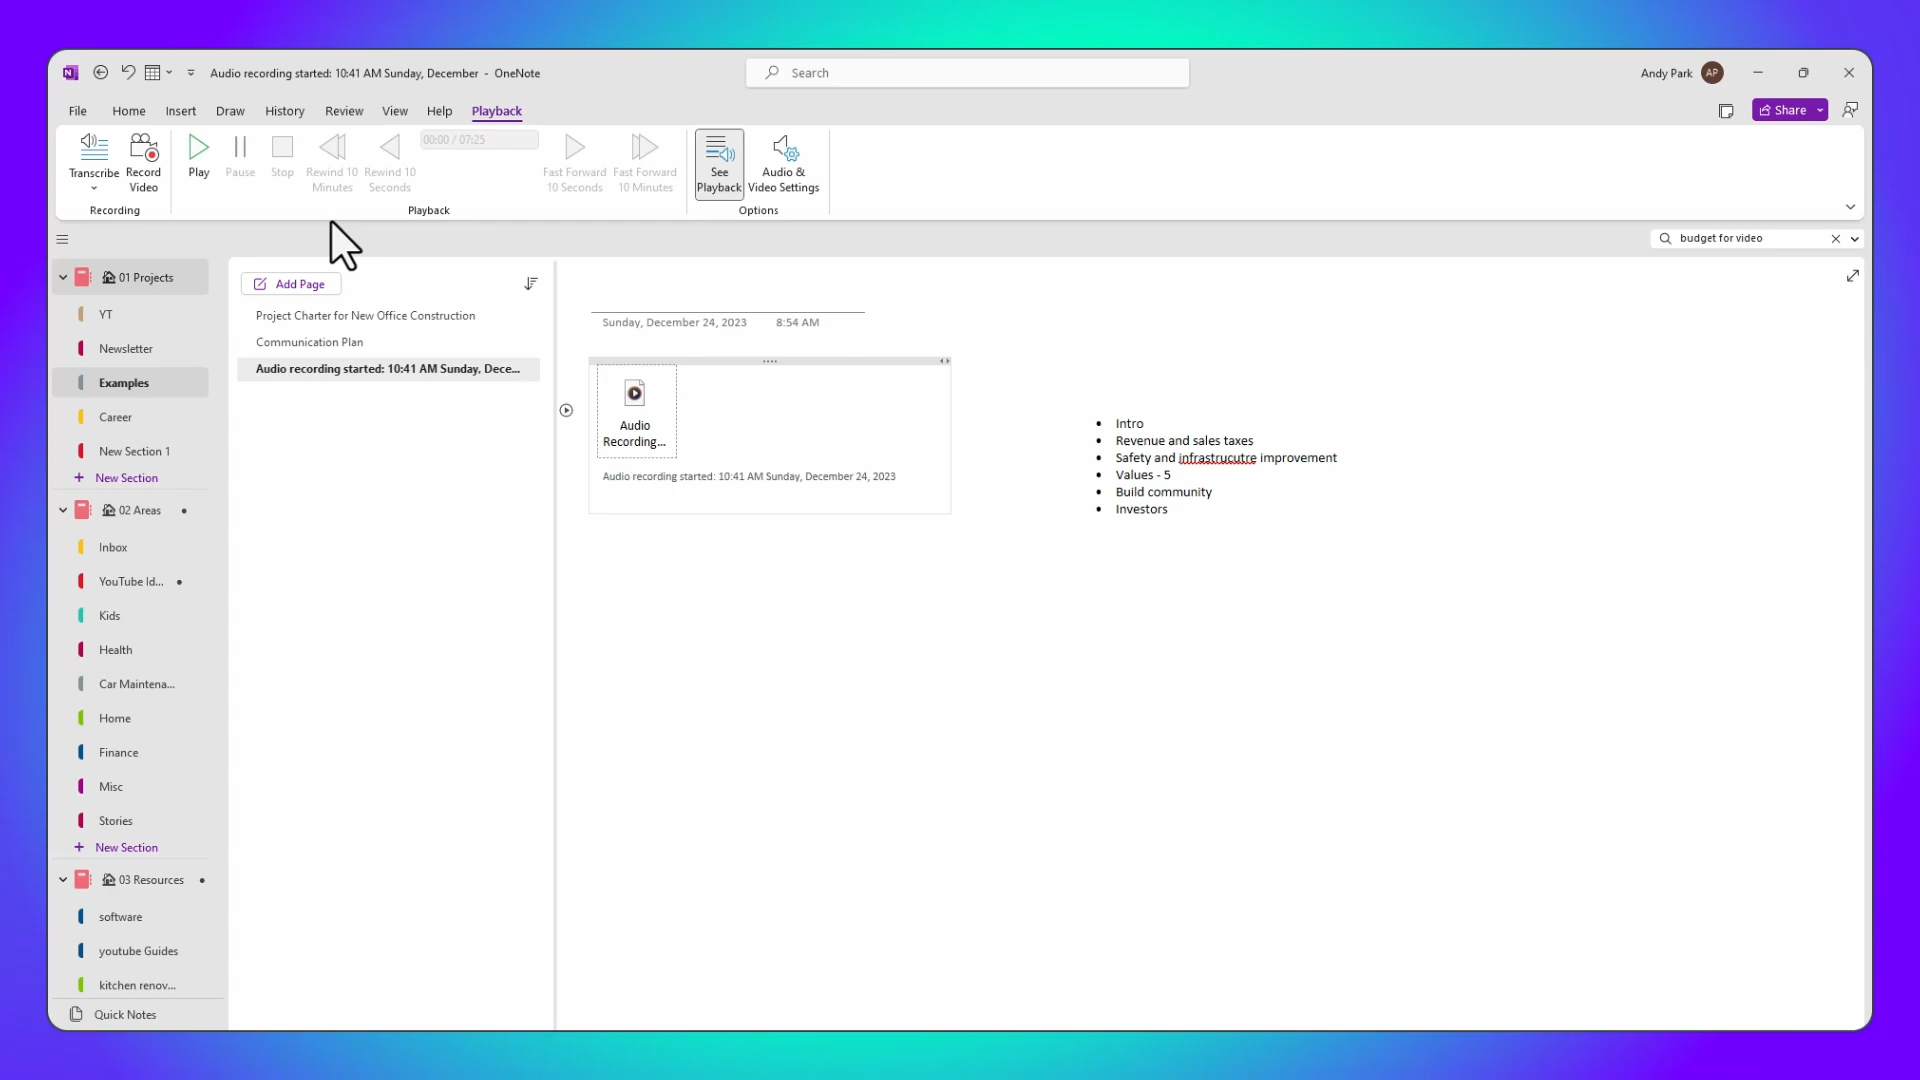 Audio recording started: 10:41 AM Sunday, December - OneNote
Search
Andy Park AP
File Home Insert Draw History Review View Help Playback
Share
Transcribe
Record Video
Recording
Play
Pause
Stop
Rewind 10 Minutes
Rewind 10 Seconds
00:00 / 07:25
Fast Forward 10 Seconds
Fast Forward 10 Minutes
Playback
See Playback
Audio & Video Settings
Options
budget for video
01 Projects
YT
Newsletter
Examples
Career
New Section 1
+ New Section
02 Areas
Inbox
YouTube Id...
Kids
Health
Car Maintena...
Home
Finance
Misc
Stories
+ New Section
03 Resources
software
youtube Guides
kitchen renov...
Quick Notes
Add Page
Project Charter for New Office Construction
Communication Plan
Audio recording started: 10:41 AM Sunday, Dece...
Sunday, December 24, 2023 8:54 AM
Audio
Recording...
Audio recording started: 10:41 AM Sunday, December 24, 2023
• Intro
• Revenue and sales taxes
• Safety and infrastrucutre improvement
• Values - 5
• Build community
• Investors